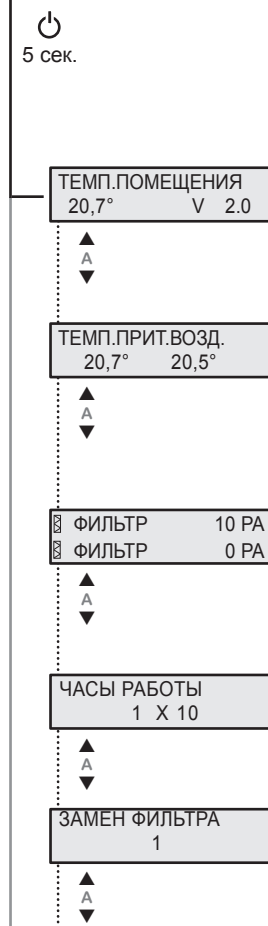 5 сек.
ТЕМП.ПОМЕЩЕНИЯ
20,7° V 2.0
A
ТЕМП.ПРИТ.ВОЗД.
20,7° 20,5°
A
ФИЛЬТР 10 PA
ФИЛЬТР 0 PA
A
ЧАСЫ РАБОТЫ
1 X 10
A
ЗАМЕН ФИЛЬТРА
1
A